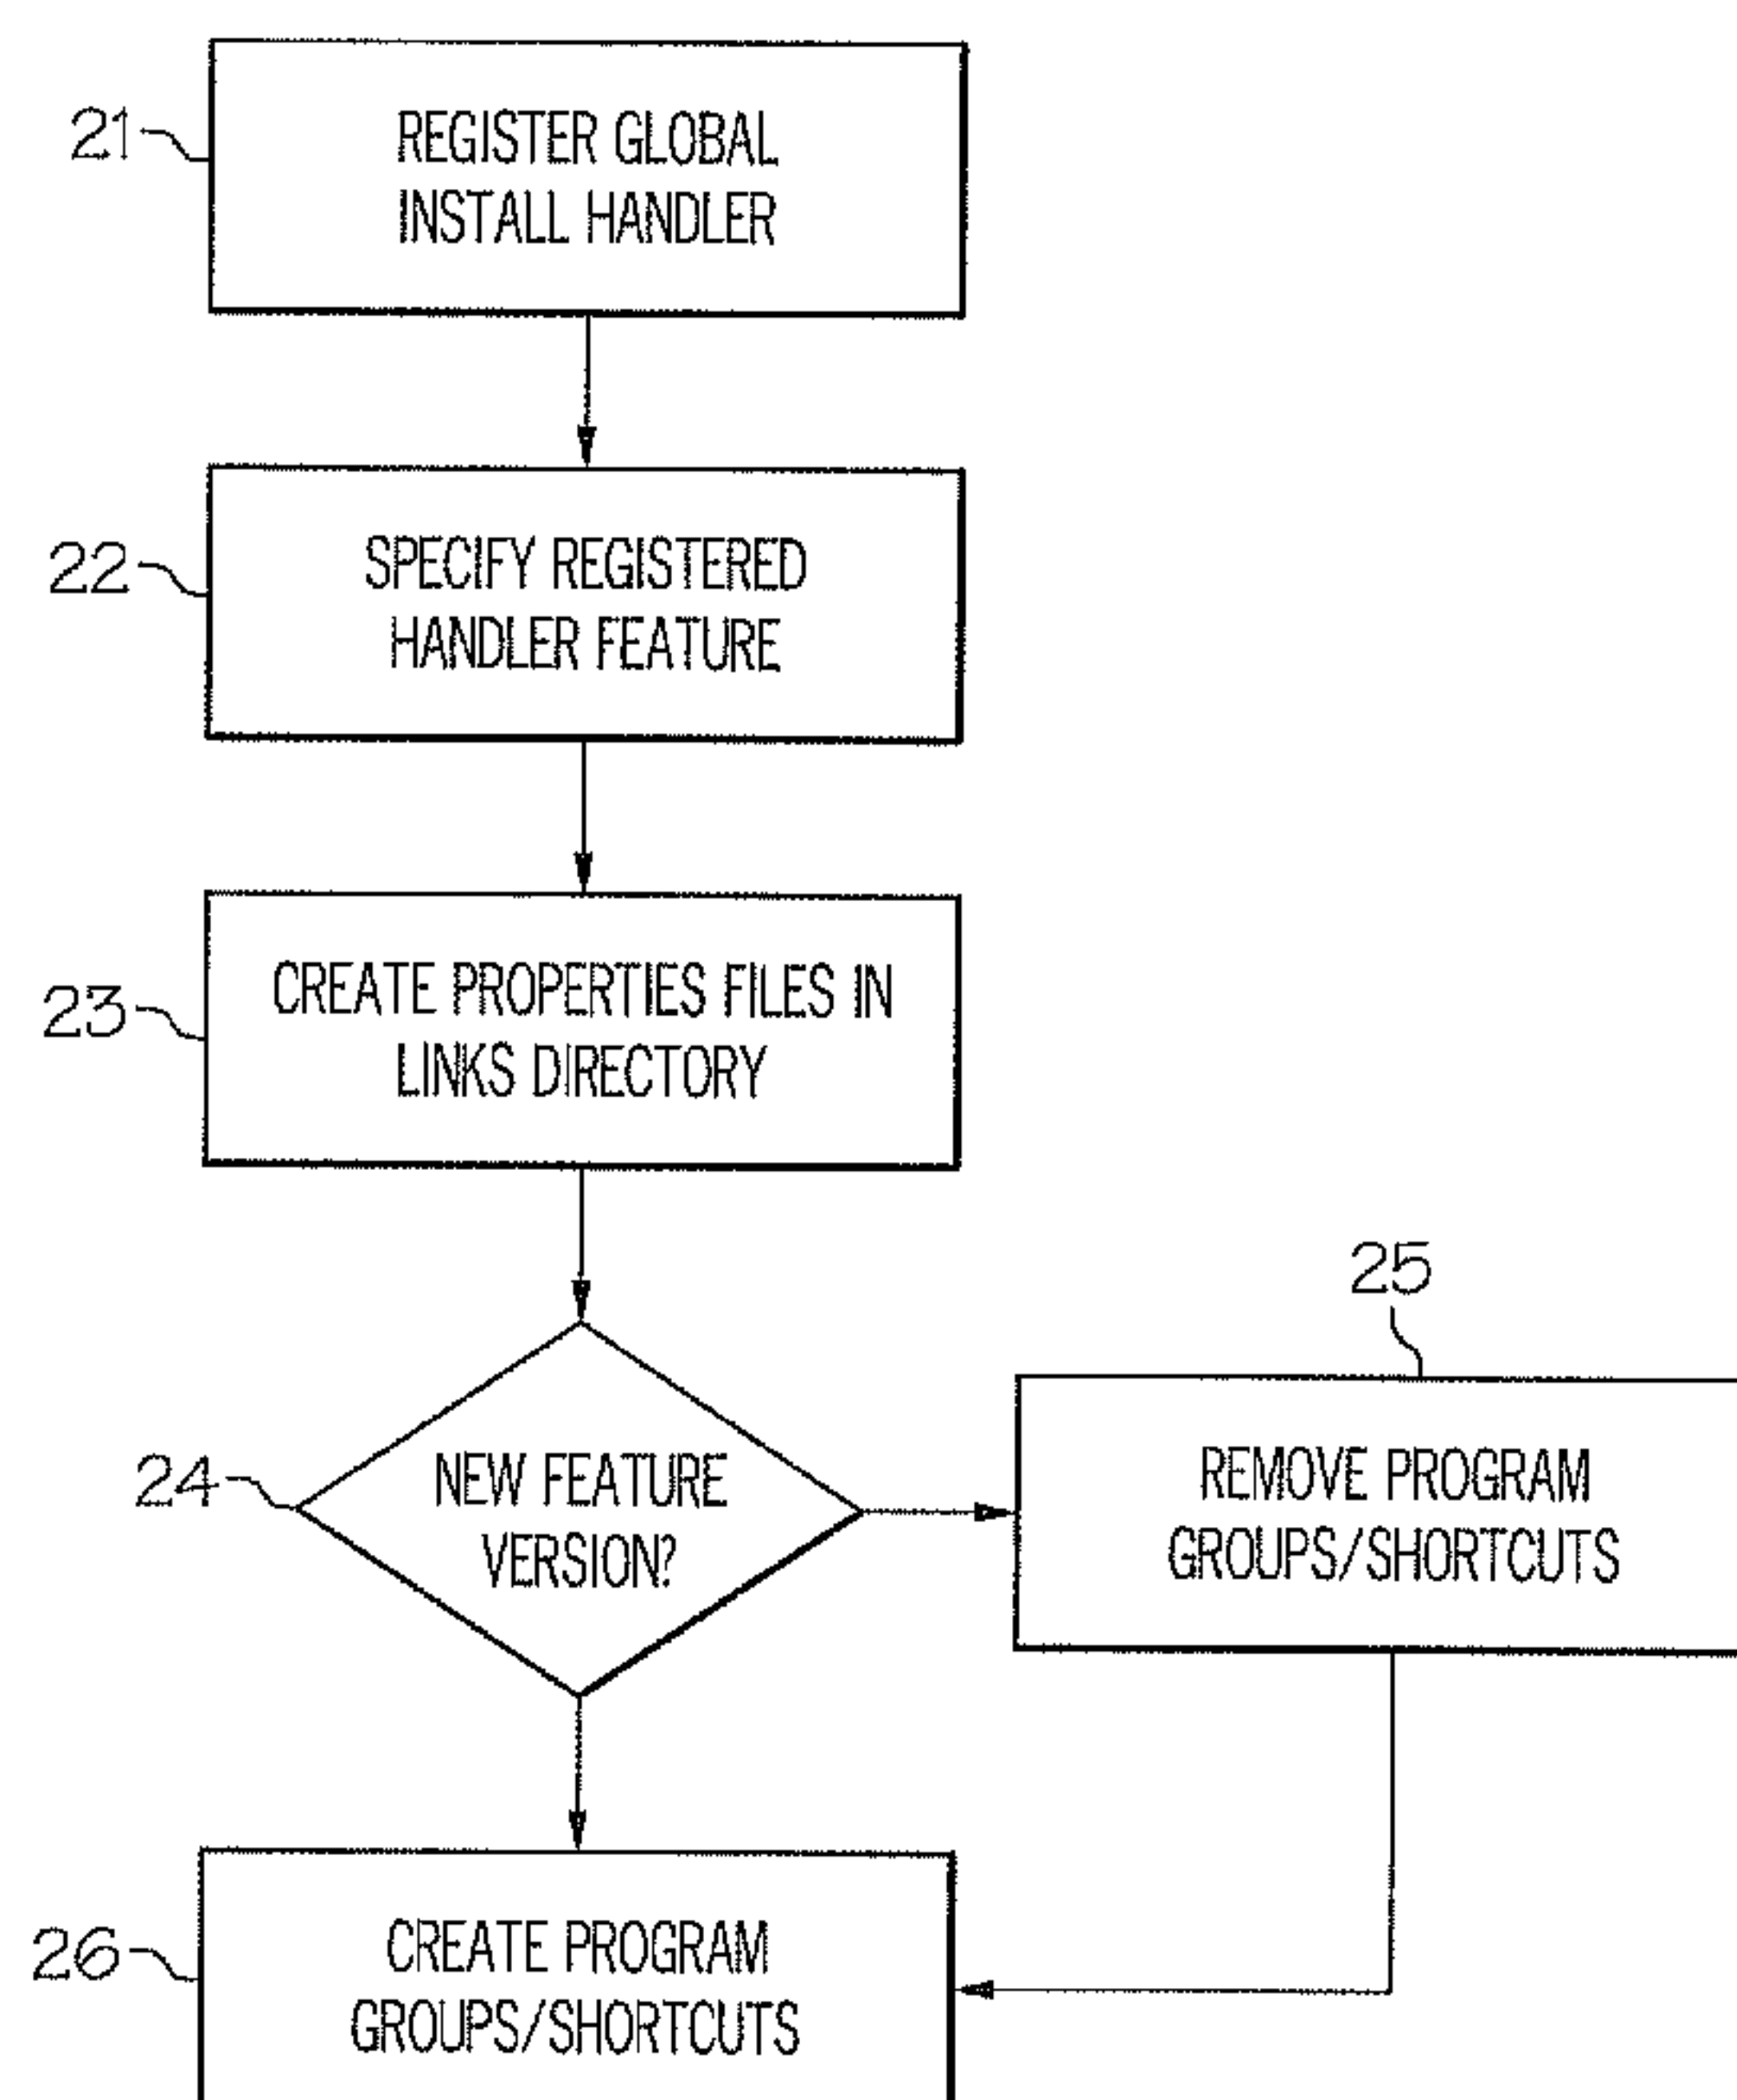 21
REGISTER GLOBAL
INSTALL HANDLER
22
SPECIFY REGISTERED
HANDLER FEATURE
23
CREATE PROPERTIES FILES IN
LINKS DIRECTORY
24
NEW FEATURE
VERSION?
25
REMOVE PROGRAM
GROUPS/SHORTCUTS
26
CREATE PROGRAM
GROUPS/SHORTCUTS